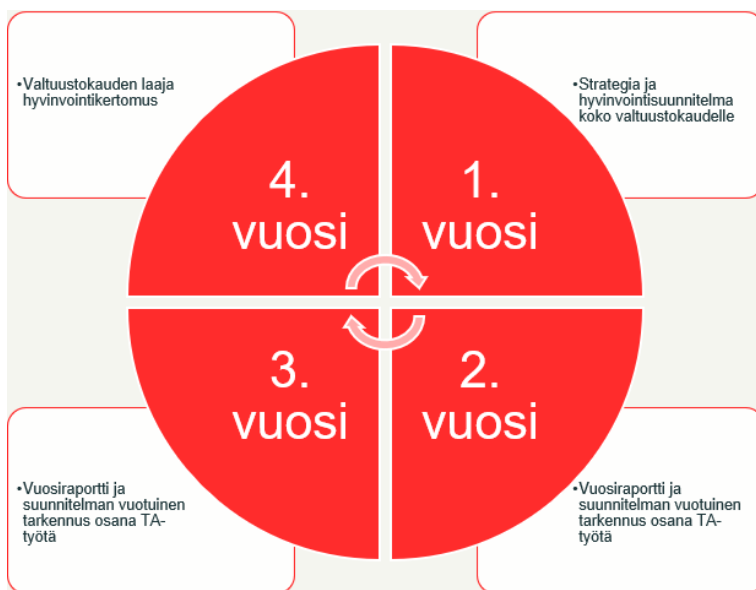 •Valtuustokauden laaja
hyvinvointikertomus
•Strategia ja
hyvinvointisuunnitelma
koko valtuustokaudelle
4.
vuosi
1.
vuosi
3.
vuosi
2.
vuosi
•Vuosiraportti ja
suunnitelman vuotuinen
tarkennus osana TA-
työtä
•Vuosiraportti ja
suunnitelman vuotuinen
tarkennus osana TA-
työtä